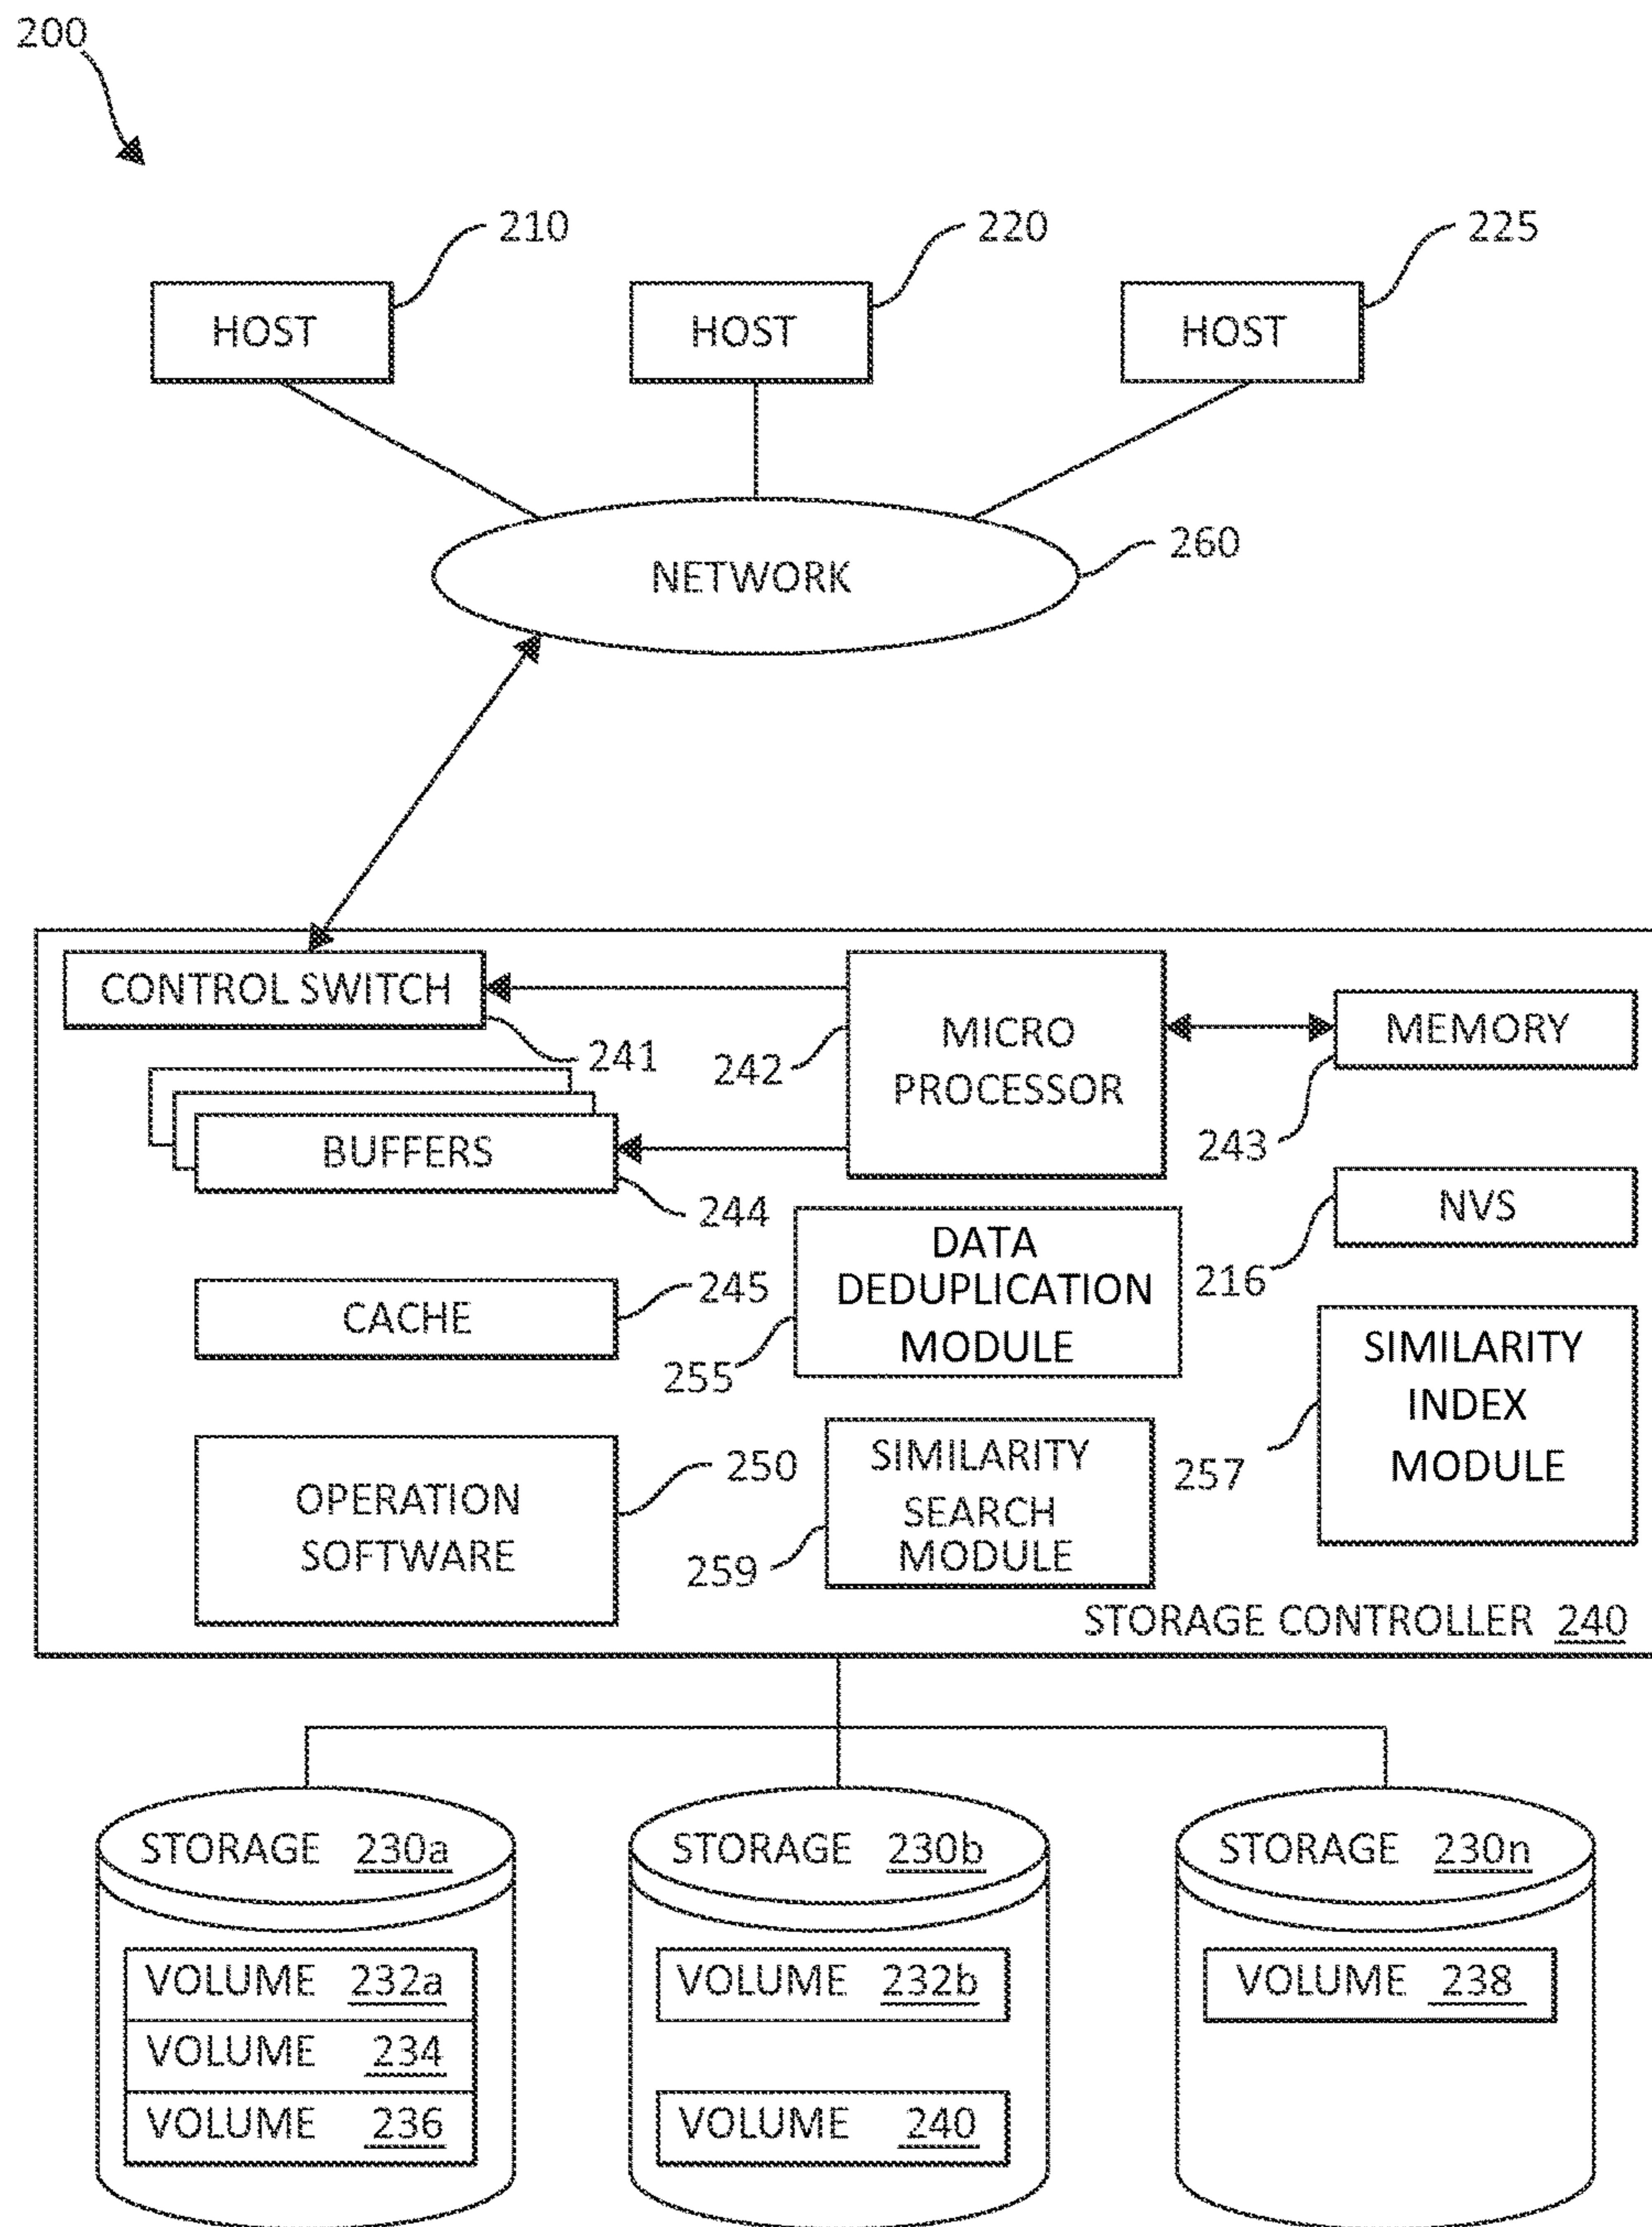 200
210
220
225
HOST
HOST
HOST
260
NETWORK
CONTROL SWITCH
241
242
MICRO
PROCESSOR
MEMORY
243
BUFFERS
244
NVS
216
DATA
DEDUPLICATION
MODULE
255
CACHE
245
SIMILARITY
INDEX
MODULE
257
OPERATION
SOFTWARE
250
SIMILARITY
SEARCH
MODULE
259
STORAGE CONTROLLER 240
STORAGE 230a
STORAGE 230b
STORAGE 230n
VOLUME 232a
VOLUME 234
VOLUME 236
VOLUME 232b
VOLUME 240
VOLUME 238